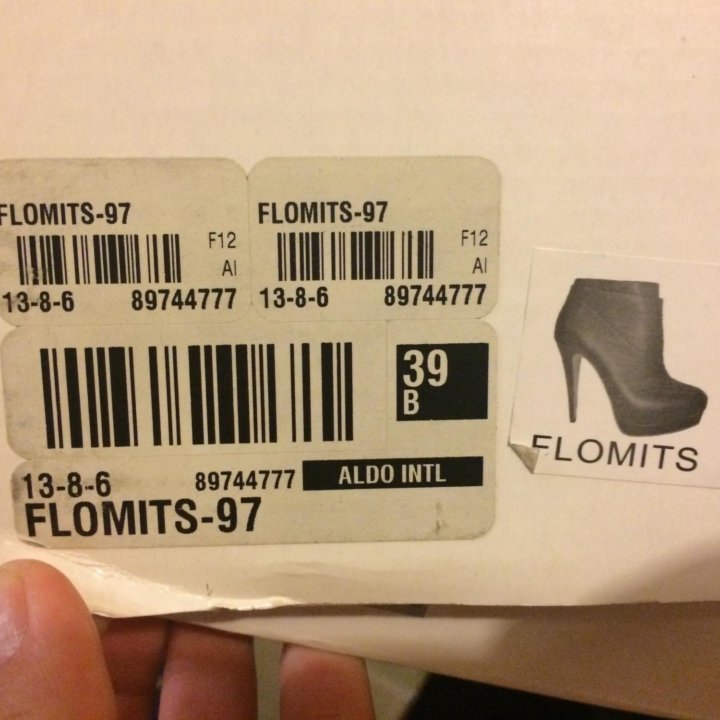 FLOMITS-97
F12
AI
13-8-6 89744777
FLOMITS-97
F12
AI
13-8-6 89744777
39
B
13-8-6 89744777 ALDO INTL
FLOMITS-97
FLOMITS